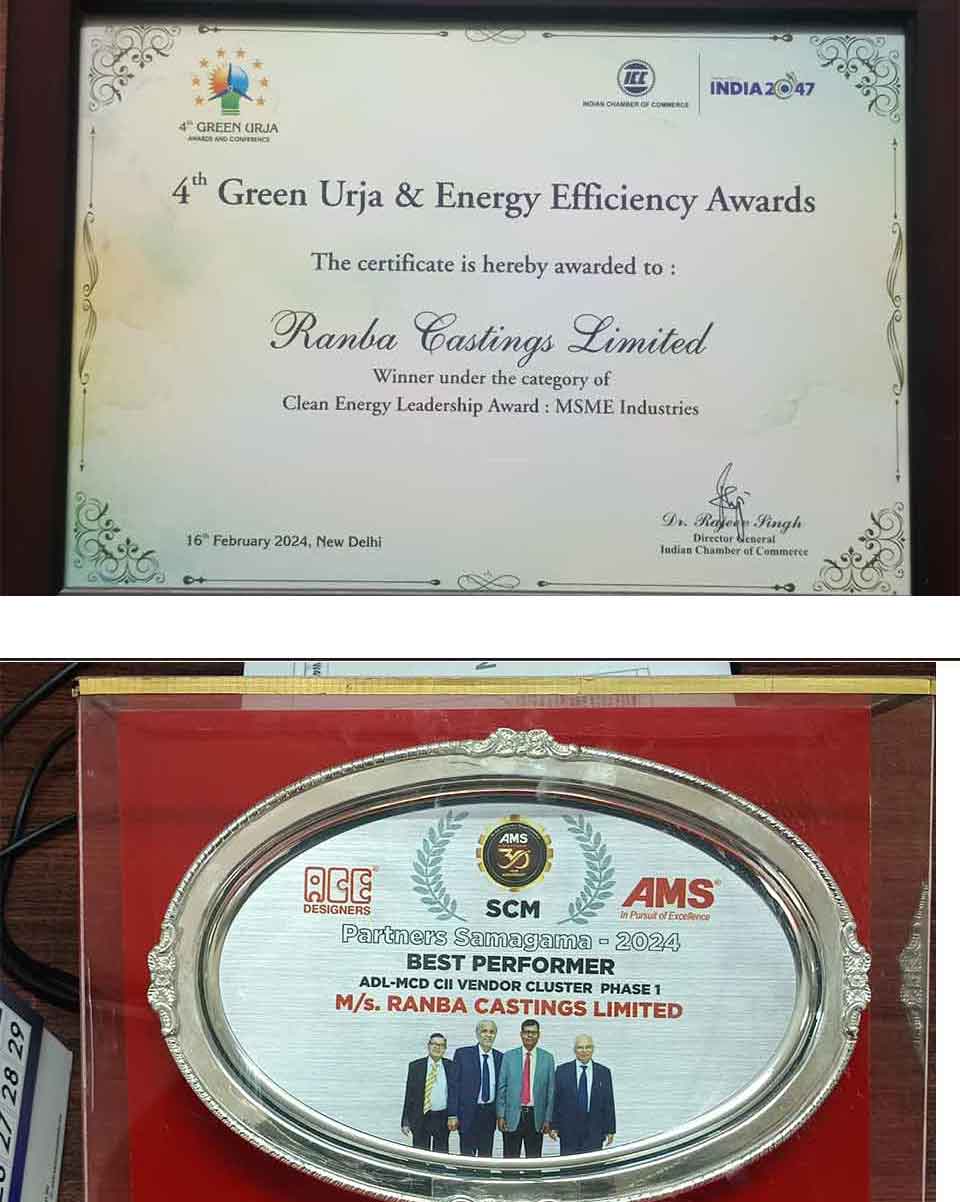 4th GREEN URJA
AWARDS AND CONFERENCE
ICC
INDIAN CHAMBER OF COMMERCE
INDIA 2047
4th Green Urja & Energy Efficiency Awards
The certificate is hereby awarded to :
Ranba Castings Limited
Winner under the category of
Clean Energy Leadership Award : MSME Industries
16th February 2024, New Delhi
Dr. Rajeev Singh
Director General
Indian Chamber of Commerce
AMS
30
ACE
DESIGNERS
SCM
AMS
In Pursuit of Excellence
Partners Samagama - 2024
BEST PERFORMER
ADL-MCD CII VENDOR CLUSTER PHASE 1
M/s. RANBA CASTINGS LIMITED
27 28 29